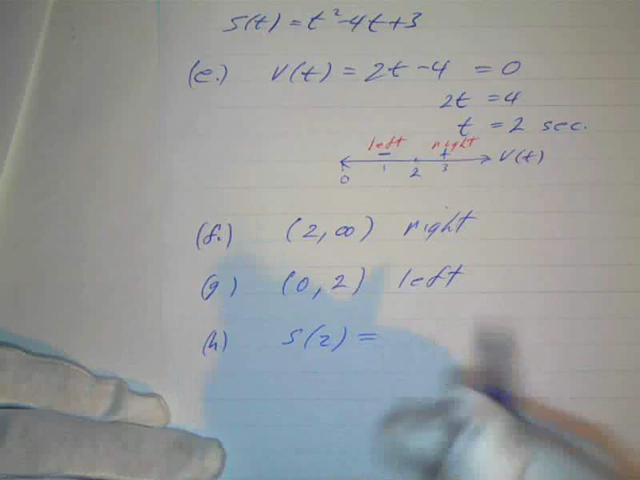 s(t) = t² - 4t + 3
(e.) v(t) = 2t - 4 = 0
2t = 4
t = 2 sec.
left right
- +
0 1 2 3 v(t)
(f.) (2, ∞) right
(g) (0, 2) left
(h) s(2) =